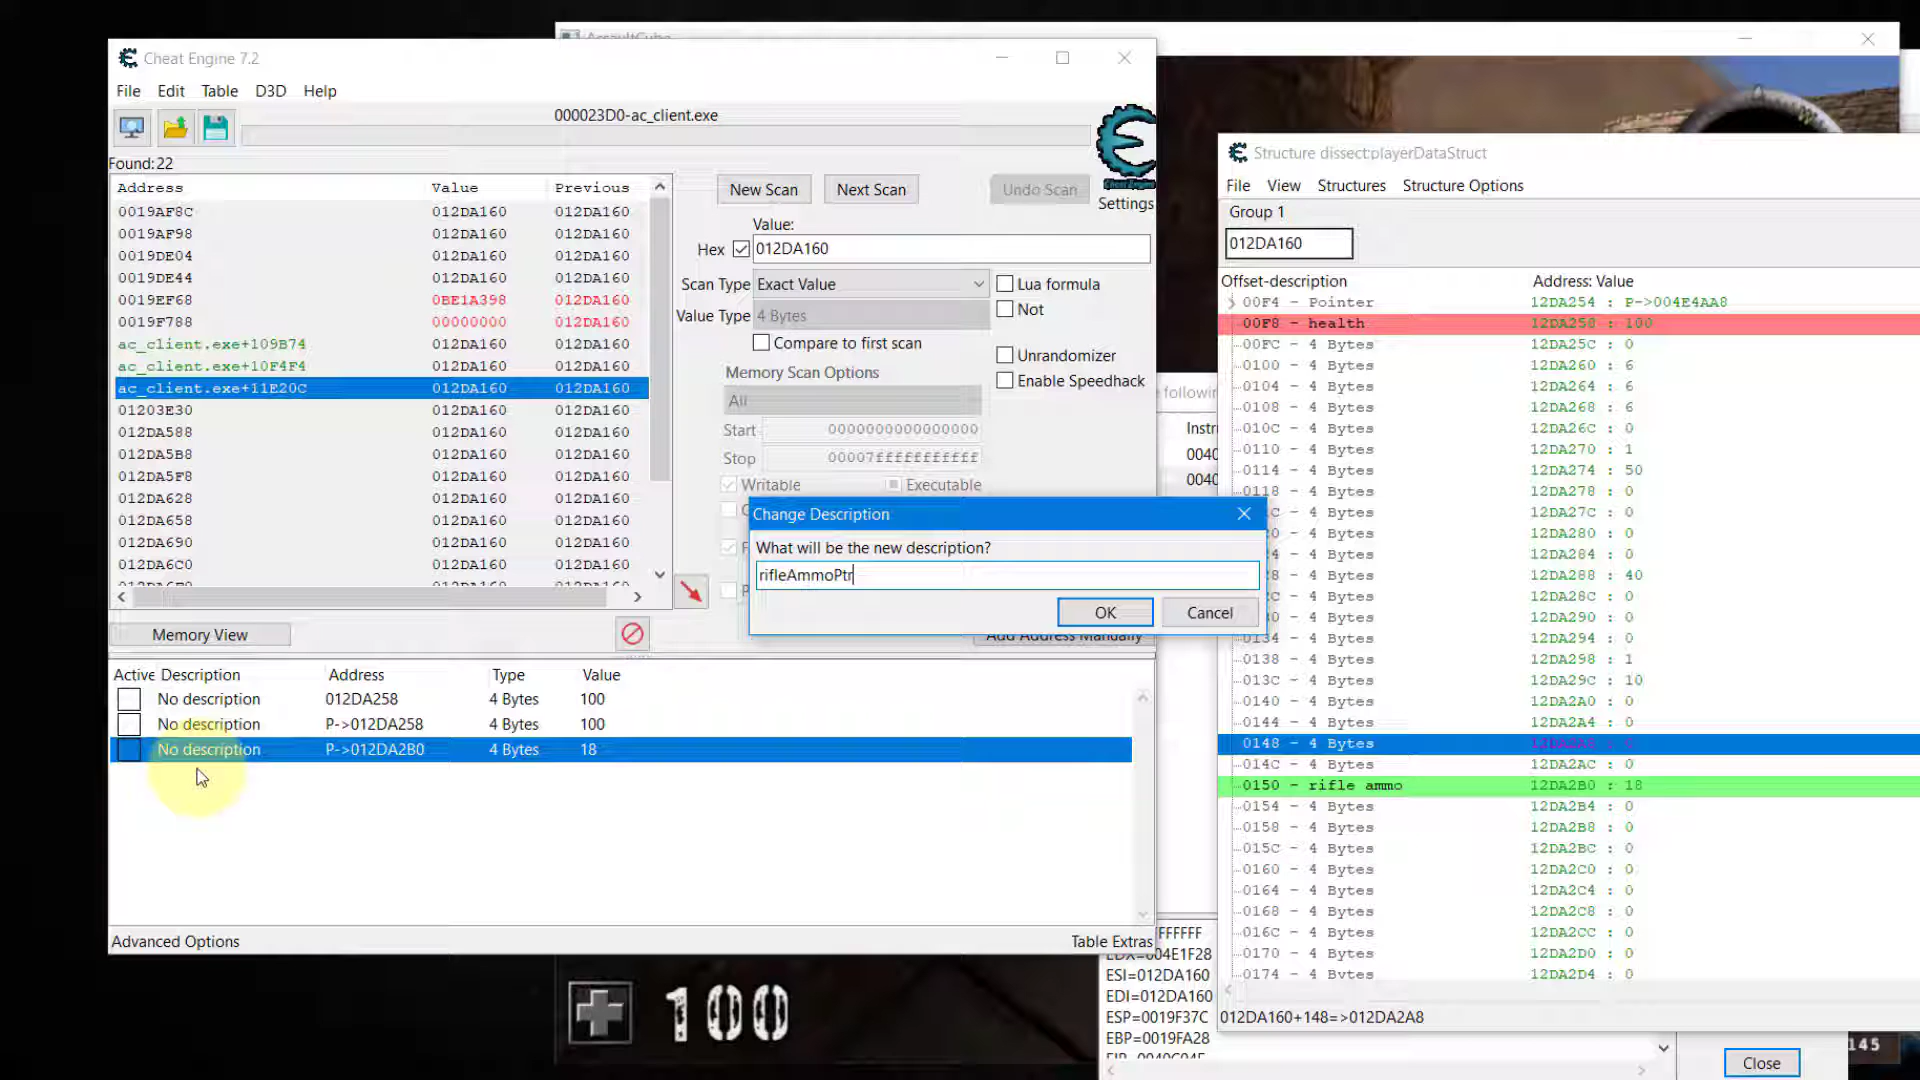 AssaultCube
Cheat Engine 7.2
File Edit Table D3D Help
000023D0-ac_client.exe
Found:22
Address Value Previous
0019AF8C 012DA160 012DA160
0019AF98 012DA160 012DA160
0019DE04 012DA160 012DA160
0019DE44 012DA160 012DA160
0019EF68 0BE1A398 012DA160
0019F788 00000000 012DA160
ac_client.exe+109B74 012DA160 012DA160
ac_client.exe+10F4F4 012DA160 012DA160
ac_client.exe+11E20C 012DA160 012DA160
01203E30 012DA160 012DA160
012DA588 012DA160 012DA160
012DA5B8 012DA160 012DA160
012DA5F8 012DA160 012DA160
012DA628 012DA160 012DA160
012DA658 012DA160 012DA160
012DA690 012DA160 012DA160
012DA6C0 012DA160 012DA160
New Scan Next Scan Undo Scan
Settings
Value:
Hex 012DA160
Scan Type Exact Value
Lua formula
Not
Value Type 4 Bytes
Compare to first scan
Unrandomizer
Enable Speedhack
Memory Scan Options
All
Start 0000000000000000
Stop 00007fffffffffff
Writable Executable
Change Description
What will be the new description?
rifleAmmoPtr
OK Cancel
Memory View
Add Address Manually
Active Description Address Type Value
No description 012DA258 4 Bytes 100
No description P->012DA258 4 Bytes 100
No description P->012DA2B0 4 Bytes 18
Advanced Options Table Extras
e following
Instr
0040
0040
Structure dissect:playerDataStruct
File View Structures Structure Options
Group 1
012DA160
Offset-description Address: Value
00F4 - Pointer 12DA254 : P->004E4AA8
00F8 - health 12DA258 : 100
00FC - 4 Bytes 12DA25C : 0
0100 - 4 Bytes 12DA260 : 6
0104 - 4 Bytes 12DA264 : 6
0108 - 4 Bytes 12DA268 : 6
010C - 4 Bytes 12DA26C : 0
0110 - 4 Bytes 12DA270 : 1
0114 - 4 Bytes 12DA274 : 50
0118 - 4 Bytes 12DA278 : 0
C - 4 Bytes 12DA27C : 0
20 - 4 Bytes 12DA280 : 0
24 - 4 Bytes 12DA284 : 0
28 - 4 Bytes 12DA288 : 40
2C - 4 Bytes 12DA28C : 0
30 - 4 Bytes 12DA290 : 0
0134 - 4 Bytes 12DA294 : 0
0138 - 4 Bytes 12DA298 : 1
013C - 4 Bytes 12DA29C : 10
0140 - 4 Bytes 12DA2A0 : 0
0144 - 4 Bytes 12DA2A4 : 0
0148 - 4 Bytes 12DA2A8 : 0
014C - 4 Bytes 12DA2AC : 0
0150 - rifle ammo 12DA2B0 : 18
0154 - 4 Bytes 12DA2B4 : 0
0158 - 4 Bytes 12DA2B8 : 0
015C - 4 Bytes 12DA2BC : 0
0160 - 4 Bytes 12DA2C0 : 0
0164 - 4 Bytes 12DA2C4 : 0
0168 - 4 Bytes 12DA2C8 : 0
016C - 4 Bytes 12DA2CC : 0
0170 - 4 Bytes 12DA2D0 : 0
0174 - 4 Bytes 12DA2D4 : 0
012DA160+148=>012DA2A8
FFFFFF
EDX=004E1F28
ESI=012DA160
EDI=012DA160
ESP=0019F37C
EBP=0019FA28
Close
100
145